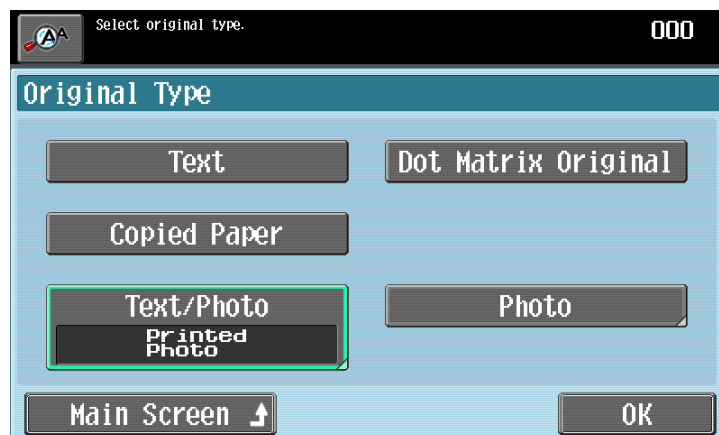 Select original type.
000
Original Type
Text
Dot Matrix Original
Copied Paper
Text/Photo
Printed
Photo
Photo
Main Screen
OK